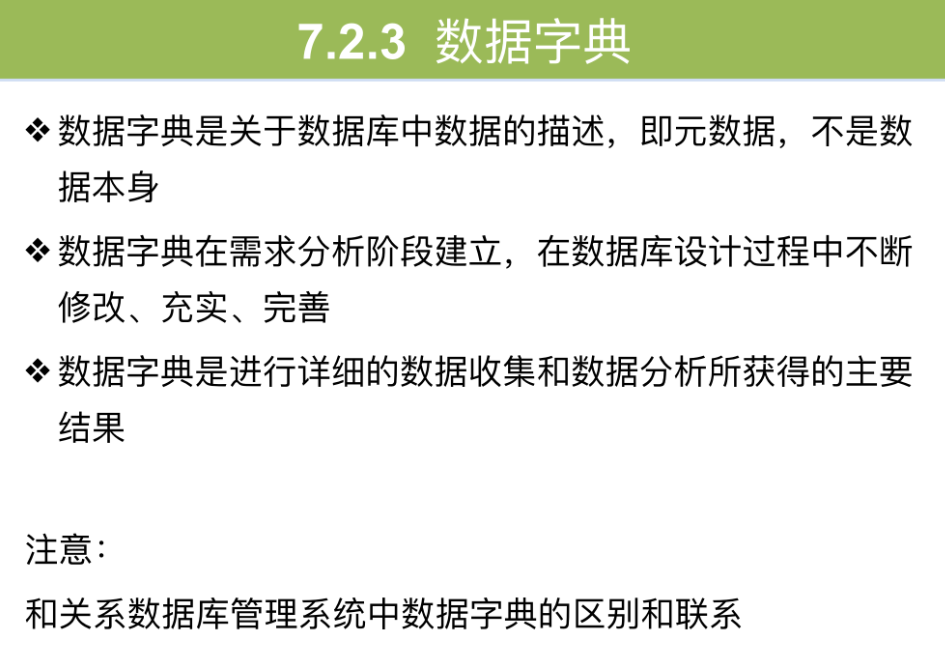 7.2.3 数据字典
❖数据字典是关于数据库中数据的描述，即元数据，不是数
据本身
❖数据字典在需求分析阶段建立，在数据库设计过程中不断
修改、充实、完善
❖数据字典是进行详细的数据收集和数据分析所获得的主要
结果
注意：
和关系数据库管理系统中数据字典的区别和联系